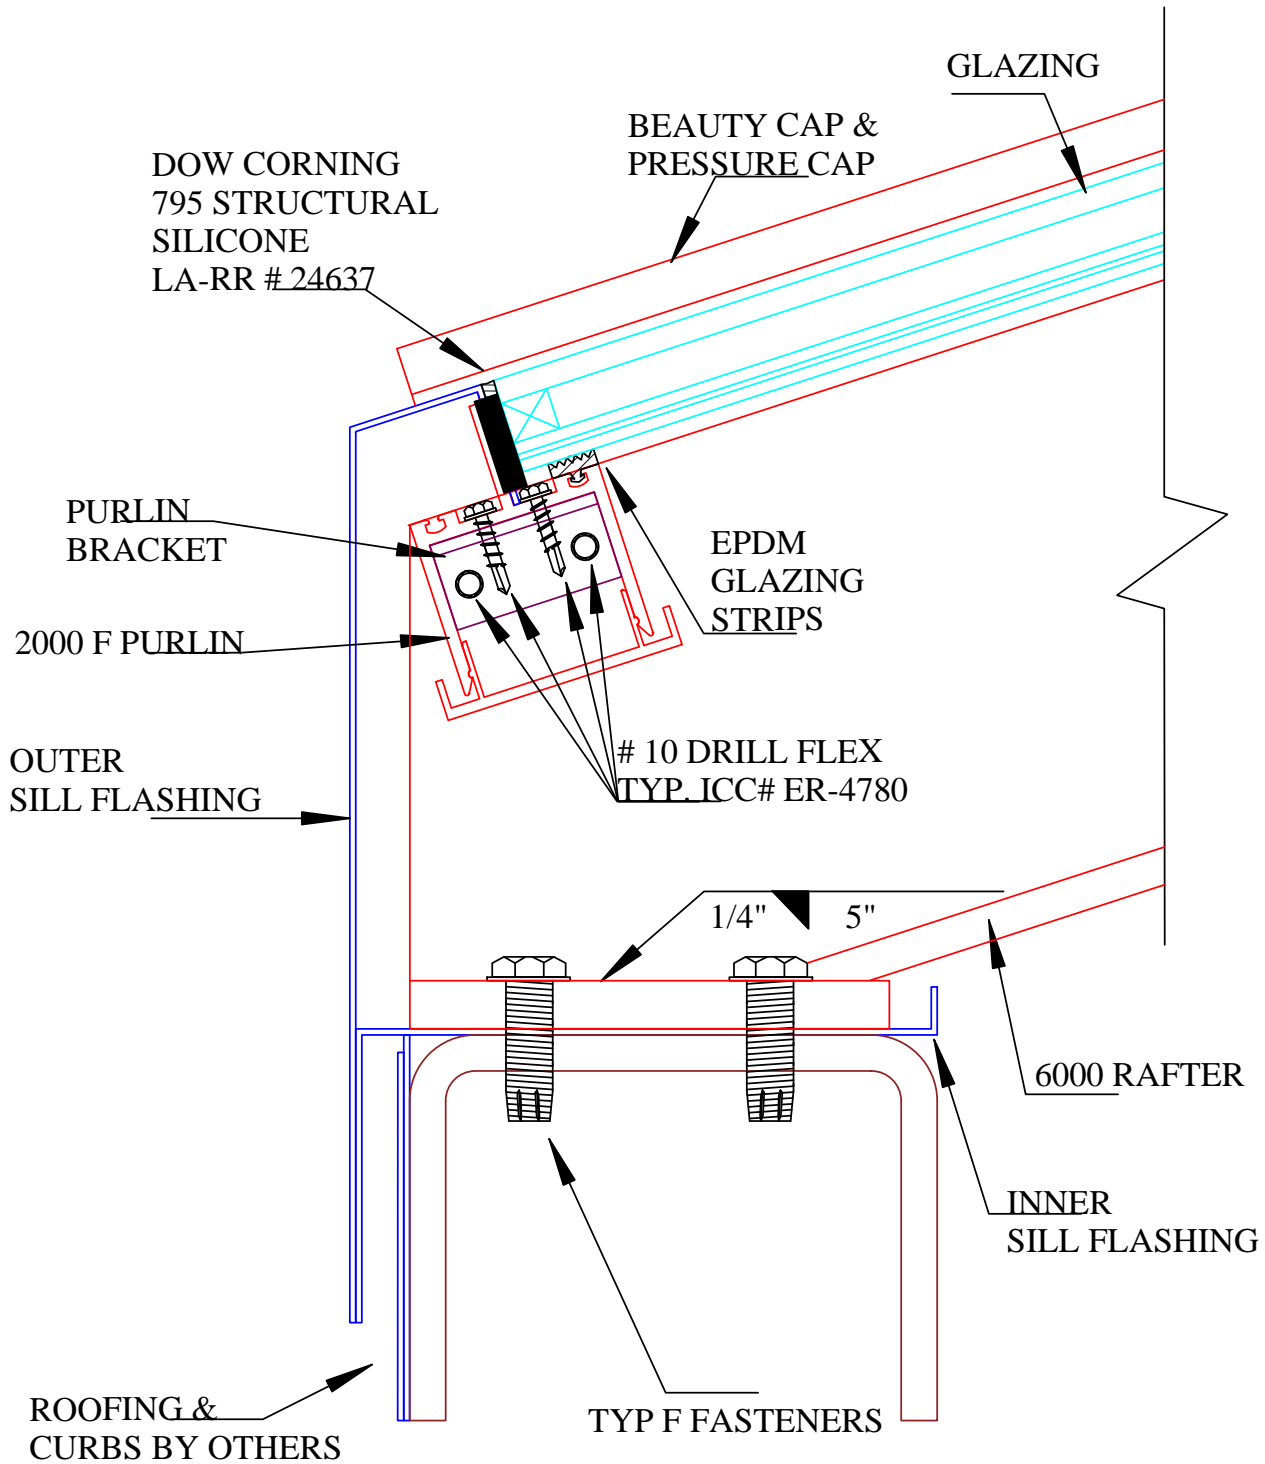 GLAZING
BEAUTY CAP &
PRESSURE CAP
DOW CORNING
795 STRUCTURAL
SILICONE
LA-RR # 24637
PURLIN
BRACKET
EPDM
GLAZING
STRIPS
2000 F PURLIN
# 10 DRILL FLEX
TYP. ICC# ER-4780
OUTER
SILL FLASHING
1/4" 5"
6000 RAFTER
INNER
SILL FLASHING
ROOFING &
CURBS BY OTHERS
TYP F FASTENERS